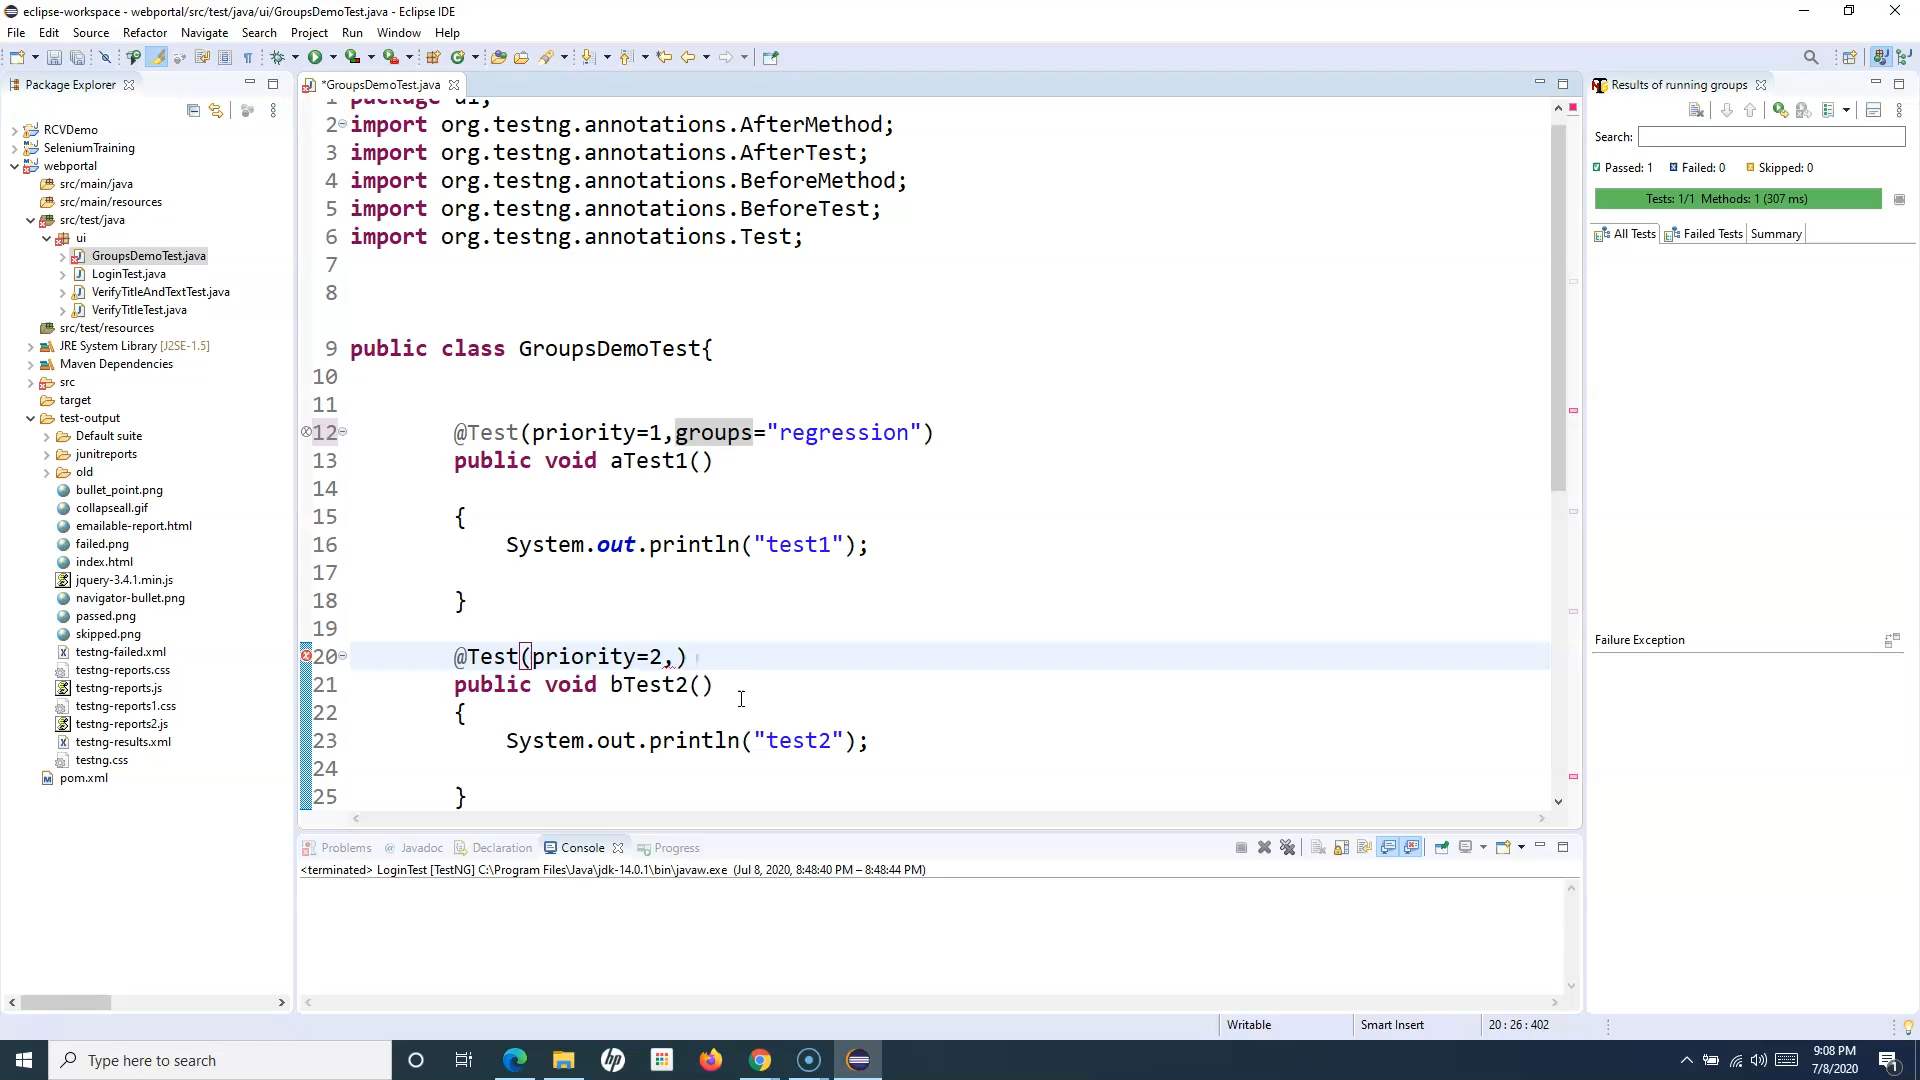 eclipse-workspace - webportal/src/test/java/ui/GroupsDemoTest.java - Eclipse IDE
File Edit Source Refactor Navigate Search Project Run Window Help
Package Explorer
RCVDemo
SeleniumTraining
webportal
src/main/java
src/main/resources
src/test/java
ui
GroupsDemoTest.java
LoginTest.java
VerifyTitleAndTextTest.java
VerifyTitleTest.java
src/test/resources
JRE System Library [J2SE-1.5]
Maven Dependencies
src
target
test-output
Default suite
junitreports
old
bullet_point.png
collapseall.gif
emailable-report.html
failed.png
index.html
jquery-3.4.1.min.js
navigator-bullet.png
passed.png
skipped.png
testng-failed.xml
testng-reports.css
testng-reports.js
testng-reports1.css
testng-reports2.js
testng-results.xml
testng.css
pom.xml
*GroupsDemoTest.java
1 package ui;
2 import org.testng.annotations.AfterMethod;
3 import org.testng.annotations.AfterTest;
4 import org.testng.annotations.BeforeMethod;
5 import org.testng.annotations.BeforeTest;
6 import org.testng.annotations.Test;
7
8
9 public class GroupsDemoTest{
10
11
12 @Test(priority=1,groups="regression")
13 public void aTest1()
14
15 {
16 System.out.println("test1");
17
18 }
19
20 @Test(priority=2,)
21 public void bTest2()
22 {
23 System.out.println("test2");
24
25 }
Problems Javadoc Declaration Console Progress
<terminated> LoginTest [TestNG] C:\Program Files\Java\jdk-14.0.1\bin\javaw.exe (Jul 8, 2020, 8:48:40 PM – 8:48:44 PM)
Results of running groups
Search:
Passed: 1 Failed: 0 Skipped: 0
Tests: 1/1 Methods: 1 (307 ms)
All Tests Failed Tests Summary
Failure Exception
Writable Smart Insert 20 : 26 : 402
Type here to search
hp
9:08 PM
7/8/2020
1